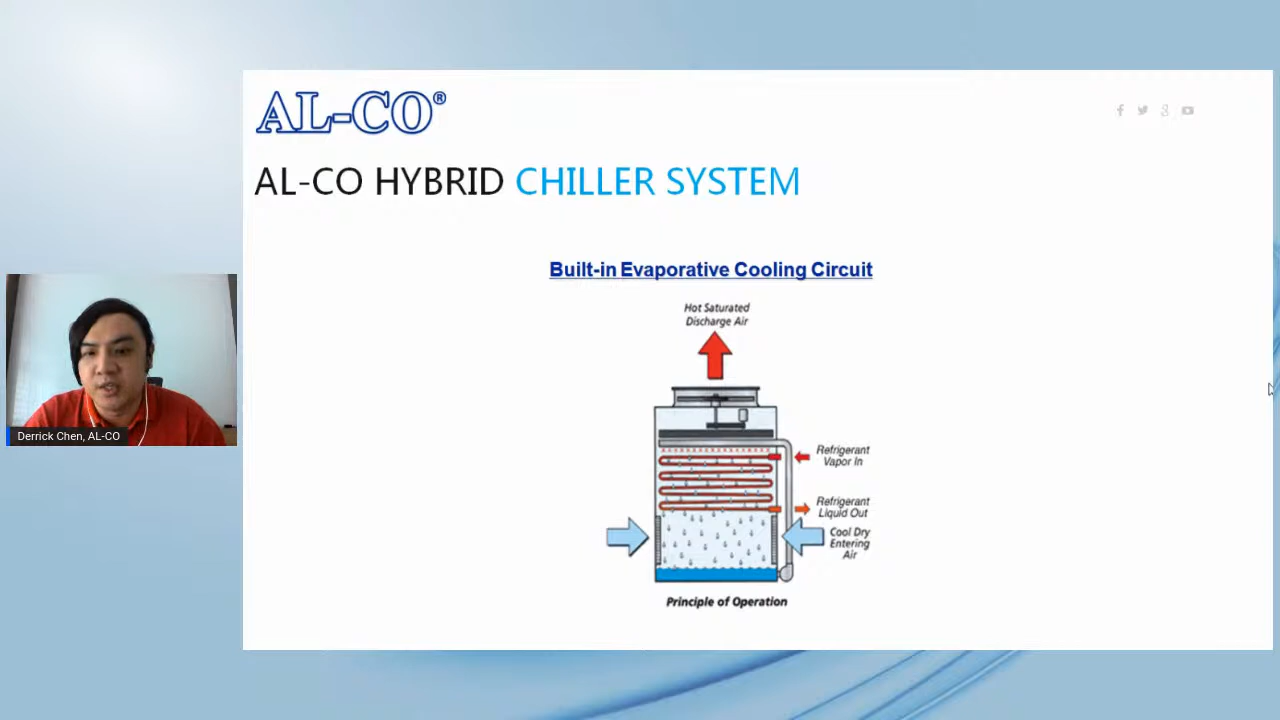 AL-CO®
AL-CO HYBRID CHILLER SYSTEM
Built-in Evaporative Cooling Circuit
Hot Saturated
Discharge Air
Refrigerant
Vapor In
Refrigerant
Liquid Out
Cool Dry
Entering
Air
Principle of Operation
Derrick Chen, AL-CO